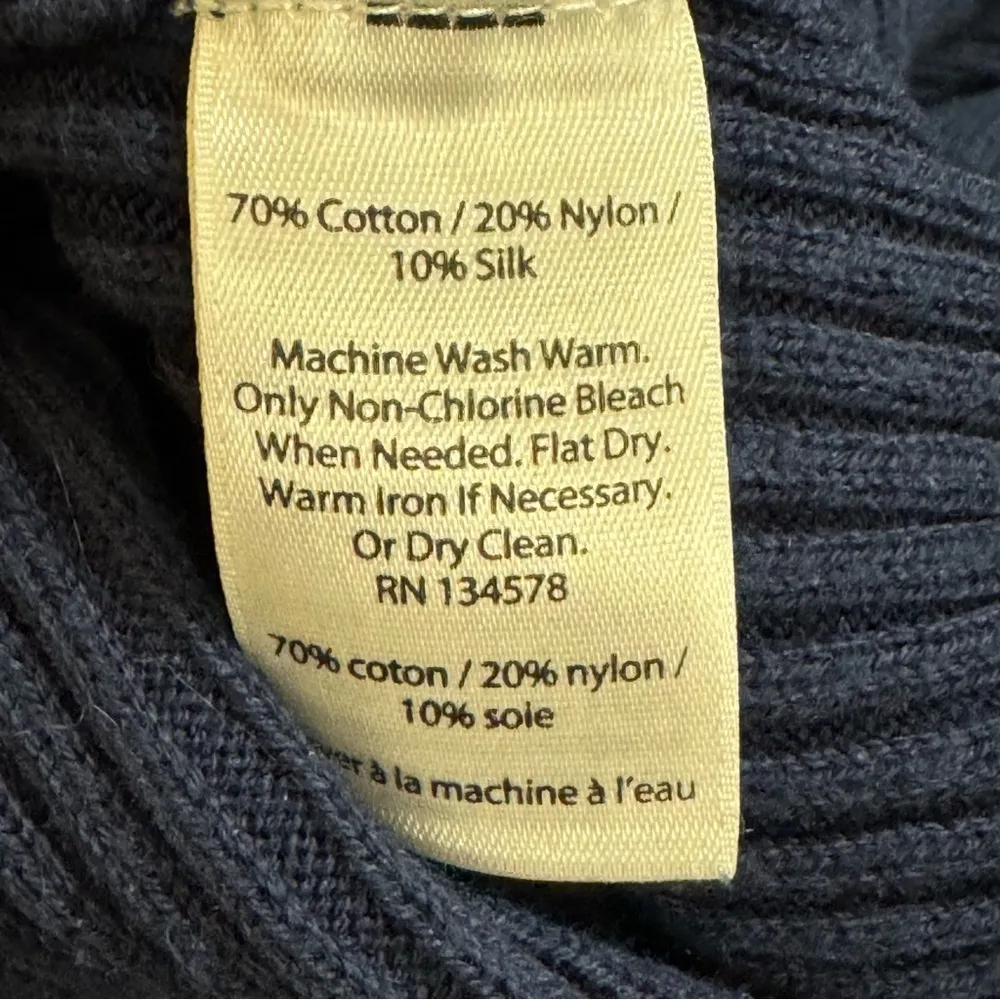 70% Cotton / 20% Nylon /
10% Silk
Machine Wash Warm.
Only Non-Chlorine Bleach
When Needed. Flat Dry.
Warm Iron If Necessary.
Or Dry Clean.
RN 134578
70% coton / 20% nylon /
10% soie
à la machine à l'eau